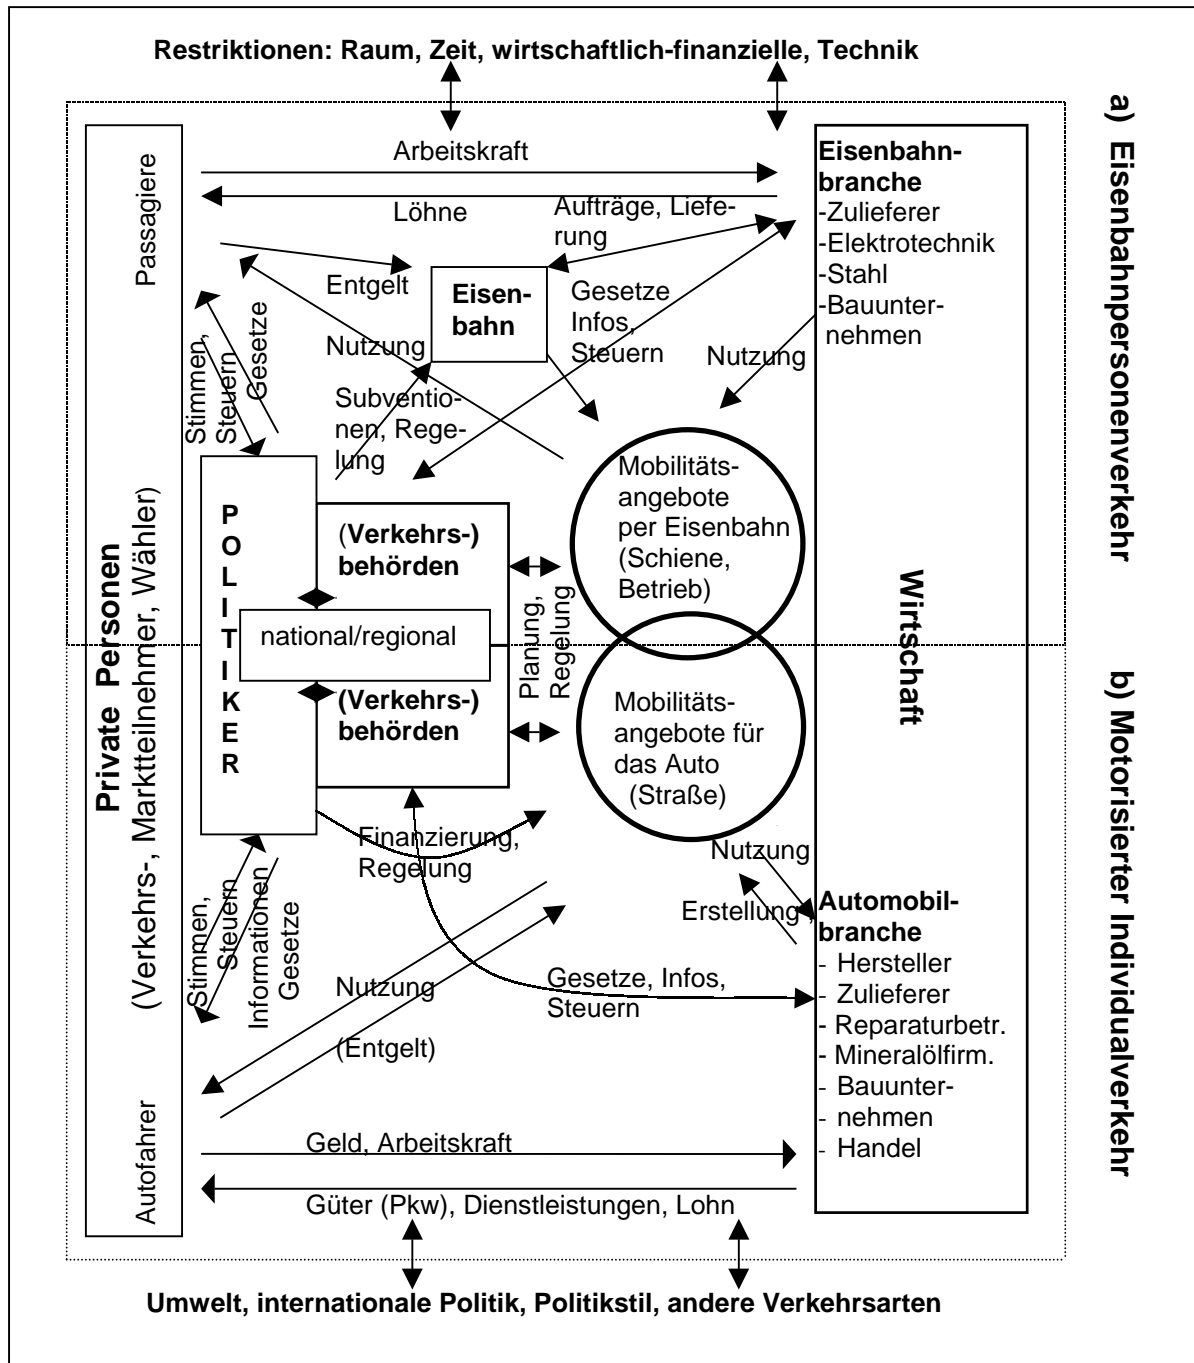 Restriktionen: Raum, Zeit, wirtschaftlich-finanzielle, Technik
a) Eisenbahnpersonenverkehr
b) Motorisierter Individualverkehr
Passagiere
Private Personen
(Verkehrs-, Marktteilnehmer, Wähler)
Autofahrer
Arbeitskraft
Löhne
Aufträge, Liefe-
rung
Entgelt
Eisen-
bahn
Gesetze
Infos,
Steuern
Nutzung
Nutzung
Subventio-
nen, Rege-
lung
Stimmen,
Steuern
Gesetze
Eisenbahn-
branche
-Zulieferer
-Elektrotechnik
-Stahl
-Bauunter-
nehmen
Wirtschaft
POLITIKER
(Verkehrs-)
behörden
national/regional
(Verkehrs-)
behörden
Planung,
Regelung
Mobilitäts-
angebote
per Eisenbahn
(Schiene,
Betrieb)
Mobilitäts-
angebote für
das Auto
(Straße)
Finanzierung,
Regelung
Nutzung
Erstellung,
Stimmen,
Steuern
Informationen
Gesetze
Nutzung
(Entgelt)
Gesetze, Infos,
Steuern
Automobil-
branche
- Hersteller
- Zulieferer
- Reparaturbetr.
- Mineralölfirm.
- Bauunter-
- nehmen
- Handel
Geld, Arbeitskraft
Güter (Pkw), Dienstleistungen, Lohn
Umwelt, internationale Politik, Politikstil, andere Verkehrsarten